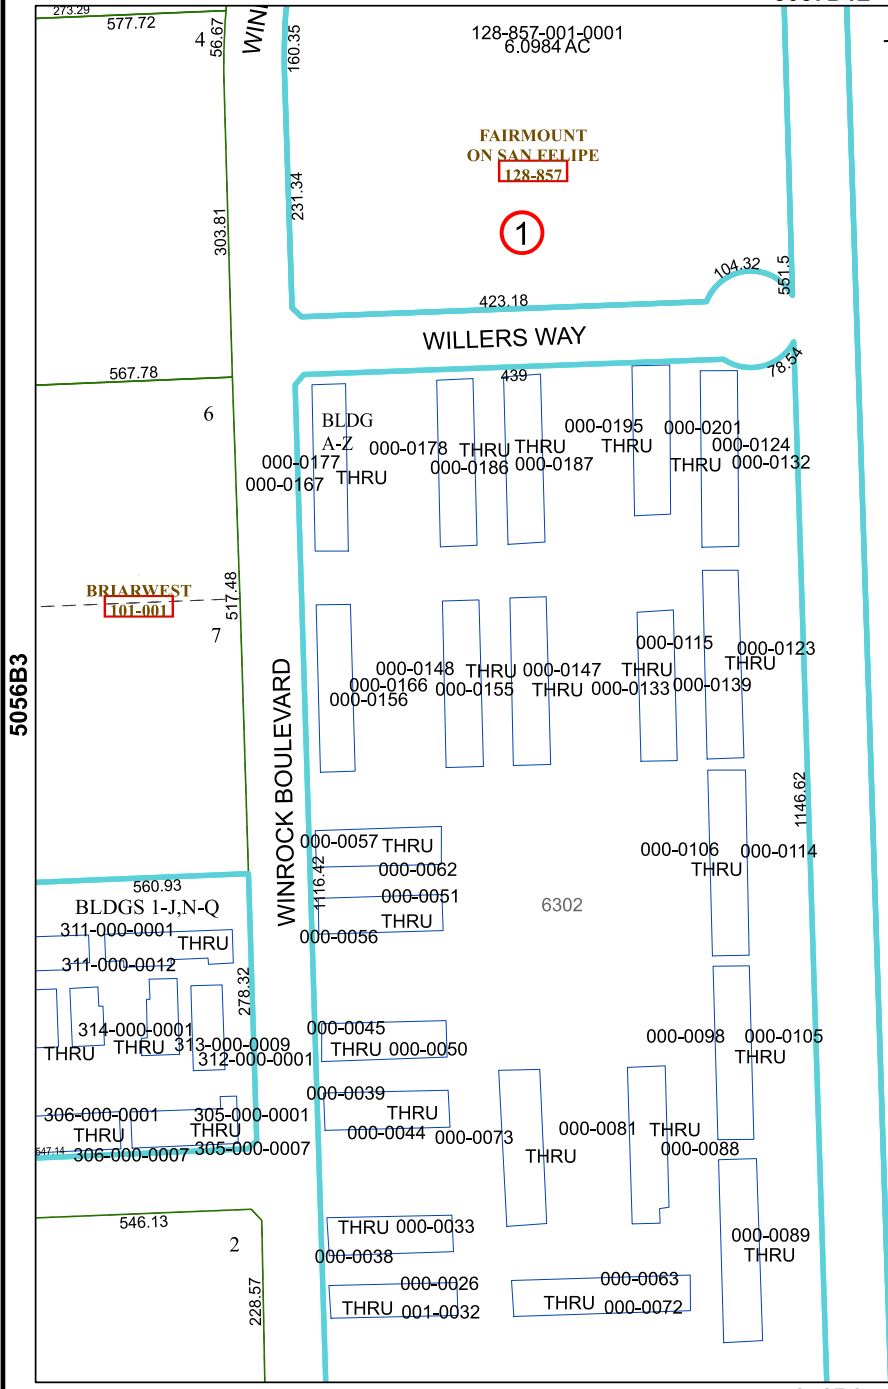 273.29
577.72
4
56.67
160.35
128-857-001-0001
6.0984 AC
FAIRMOUNT
ON SAN FELIPE
128-857
1
231.34
303.81
104.32
551.5
423.18
WILLERS WAY
78.54
567.78
439
6
BLDG
A-Z
000-0177
000-0167
THRU
000-0178
THRU
000-0186
THRU
000-0187
000-0195
THRU
000-0201
THRU
000-0124
000-0132
BRIARWEST
101-001
517.48
7
5056B3
WINROCK BOULEVARD
000-0148
000-0166
000-0156
THRU
000-0155
000-0147
THRU
000-0115
THRU
000-0133
000-0139
000-0123
THRU
1146.62
000-0057
THRU
000-0062
1116.42
000-0051
THRU
000-0056
6302
000-0106
THRU
000-0114
560.93
BLDGS 1-J,N-Q
311-000-0001
THRU
311-000-0012
278.32
314-000-0001
THRU
THRU
313-000-0009
312-000-0001
306-000-0001
THRU
306-000-0007
305-000-0001
THRU
305-000-0007
547.14
000-0045
THRU
000-0050
000-0039
THRU
000-0044
000-0073
THRU
000-0081
THRU
000-0088
000-0098
THRU
000-0105
546.13
2
228.57
THRU
000-0033
000-0038
000-0026
THRU
001-0032
000-0063
THRU
000-0072
000-0089
THRU